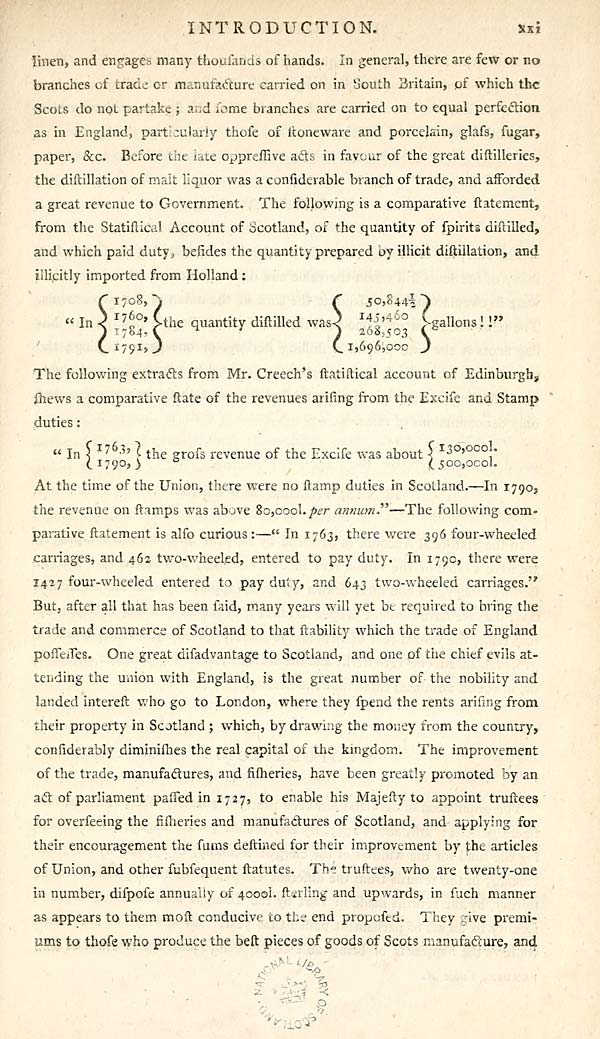 INTRODUCTION. xxi
linen, and engages many thouſands of hands. In general, there are few or no
branches of trade or manufacture carried on in South Britain, of which the
Scots do not partake; and ſome branches are carried on to equal perfection
as in England, particularly thoſe of ſtoneware and porcelain, glaſs, ſugar,
paper, &c. Before the late oppreſſive acts in favour of the great diſtilleries,
the diſtillation of malt liquor was a conſiderable branch of trade, and afforded
a great revenue to Government. The following is a comparative ſtatement,
from the Statiſtical Account of Scotland, of the quantity of ſpirits diſtilled,
and which paid duty, beſides the quantity prepared by illicit diſtillation, and
illicitly imported from Holland:
“ In { 1708, 1760, 1784, 1791, } the quantity diſtilled was { 50,844½ 145,460 268,503 1,696,000 } gallons!!”
The following extracts from Mr. Creech's ſtatiſtical account of Edinburgh,
ſhews a comparative ſtate of the revenues ariſing from the Exciſe and Stamp
duties:
“ In { 1763, 1790, } the groſs revenue of the Exciſe was about { 130,000l. 500,000l.
At the time of the Union, there were no ſtamp duties in Scotland.—In 1790,
the revenue on ſtamps was above 80,000l. per annum.”—The following com-
parative ſtatement is alſo curious:—“ In 1763, there were 396 four-wheeled
carriages, and 462 two-wheeled, entered to pay duty. In 1790, there were
1427 four-wheeled entered to pay duty, and 643 two-wheeled carriages.”
But, after all that has been ſaid, many years will yet be required to bring the
trade and commerce of Scotland to that ſtability which the trade of England
poſſeſſes. One great diſadvantage to Scotland, and one of the chief evils at-
tending the union with England, is the great number of the nobility and
landed intereſt who go to London, where they ſpend the rents ariſing from
their property in Scotland; which, by drawing the money from the country,
conſiderably diminiſhes the real capital of the kingdom. The improvement
of the trade, manufactures, and fiſheries, have been greatly promoted by an
act of parliament paſſed in 1727, to enable his Majeſty to appoint truſtees
for overſeeing the fiſheries and manufactures of Scotland, and applying for
their encouragement the ſums deſtined for their improvement by the articles
of Union, and other ſubſequent ſtatutes. The truſtees, who are twenty-one
in number, diſpoſe annually of 4000l. ſterling and upwards, in ſuch manner
as appears to them moſt conducive to the end propoſed. They give premi-
ums to thoſe who produce the beſt pieces of goods of Scots manufacture, and
NATIONAL LIBRARY OF SCOTLAND